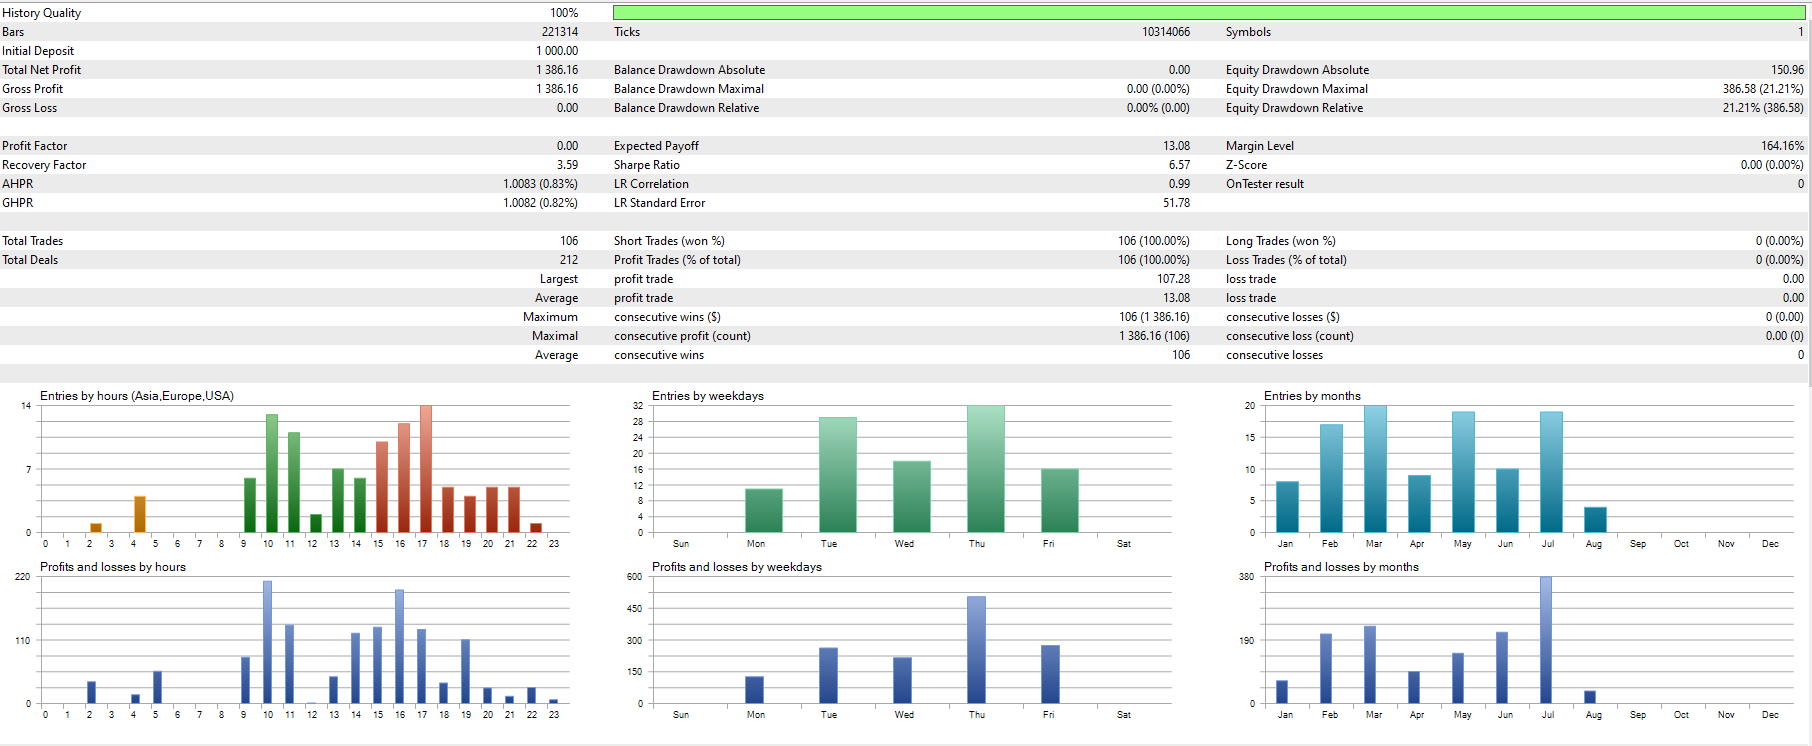 History Quality 100%
Bars 221314 Ticks 10314066 Symbols 1
Initial Deposit 1 000.00
Total Net Profit 1 386.16 Balance Drawdown Absolute 0.00 Equity Drawdown Absolute 150.96
Gross Profit 1 386.16 Balance Drawdown Maximal 0.00 (0.00%) Equity Drawdown Maximal 386.58 (21.21%)
Gross Loss 0.00 Balance Drawdown Relative 0.00% (0.00) Equity Drawdown Relative 21.21% (386.58)
Profit Factor 0.00 Expected Payoff 13.08 Margin Level 164.16%
Recovery Factor 3.59 Sharpe Ratio 6.57 Z-Score 0.00 (0.00%)
AHPR 1.0083 (0.83%) LR Correlation 0.99 OnTester result 0
GHPR 1.0082 (0.82%) LR Standard Error 51.78
Total Trades 106 Short Trades (won %) 106 (100.00%) Long Trades (won %) 0 (0.00%)
Total Deals 212 Profit Trades (% of total) 106 (100.00%) Loss Trades (% of total) 0 (0.00%)
Largest profit trade 107.28 loss trade 0.00
Average profit trade 13.08 loss trade 0.00
Maximum consecutive wins ($) 106 (1 386.16) consecutive losses ($) 0 (0.00)
Maximal consecutive profit (count) 1 386.16 (106) consecutive loss (count) 0.00 (0)
Average consecutive wins 106 consecutive losses 0
Entries by hours (Asia,Europe,USA)
14
7
0
0 1 2 3 4 5 6 7 8 9 10 11 12 13 14 15 16 17 18 19 20 21 22 23
Entries by weekdays
32
28
24
20
16
12
8
4
0
Sun Mon Tue Wed Thu Fri Sat
Entries by months
20
15
10
5
0
Jan Feb Mar Apr May Jun Jul Aug Sep Oct Nov Dec
Profits and losses by hours
220
110
0
0 1 2 3 4 5 6 7 8 9 10 11 12 13 14 15 16 17 18 19 20 21 22 23
Profits and losses by weekdays
600
450
300
150
0
Sun Mon Tue Wed Thu Fri Sat
Profits and losses by months
380
190
0
Jan Feb Mar Apr May Jun Jul Aug Sep Oct Nov Dec